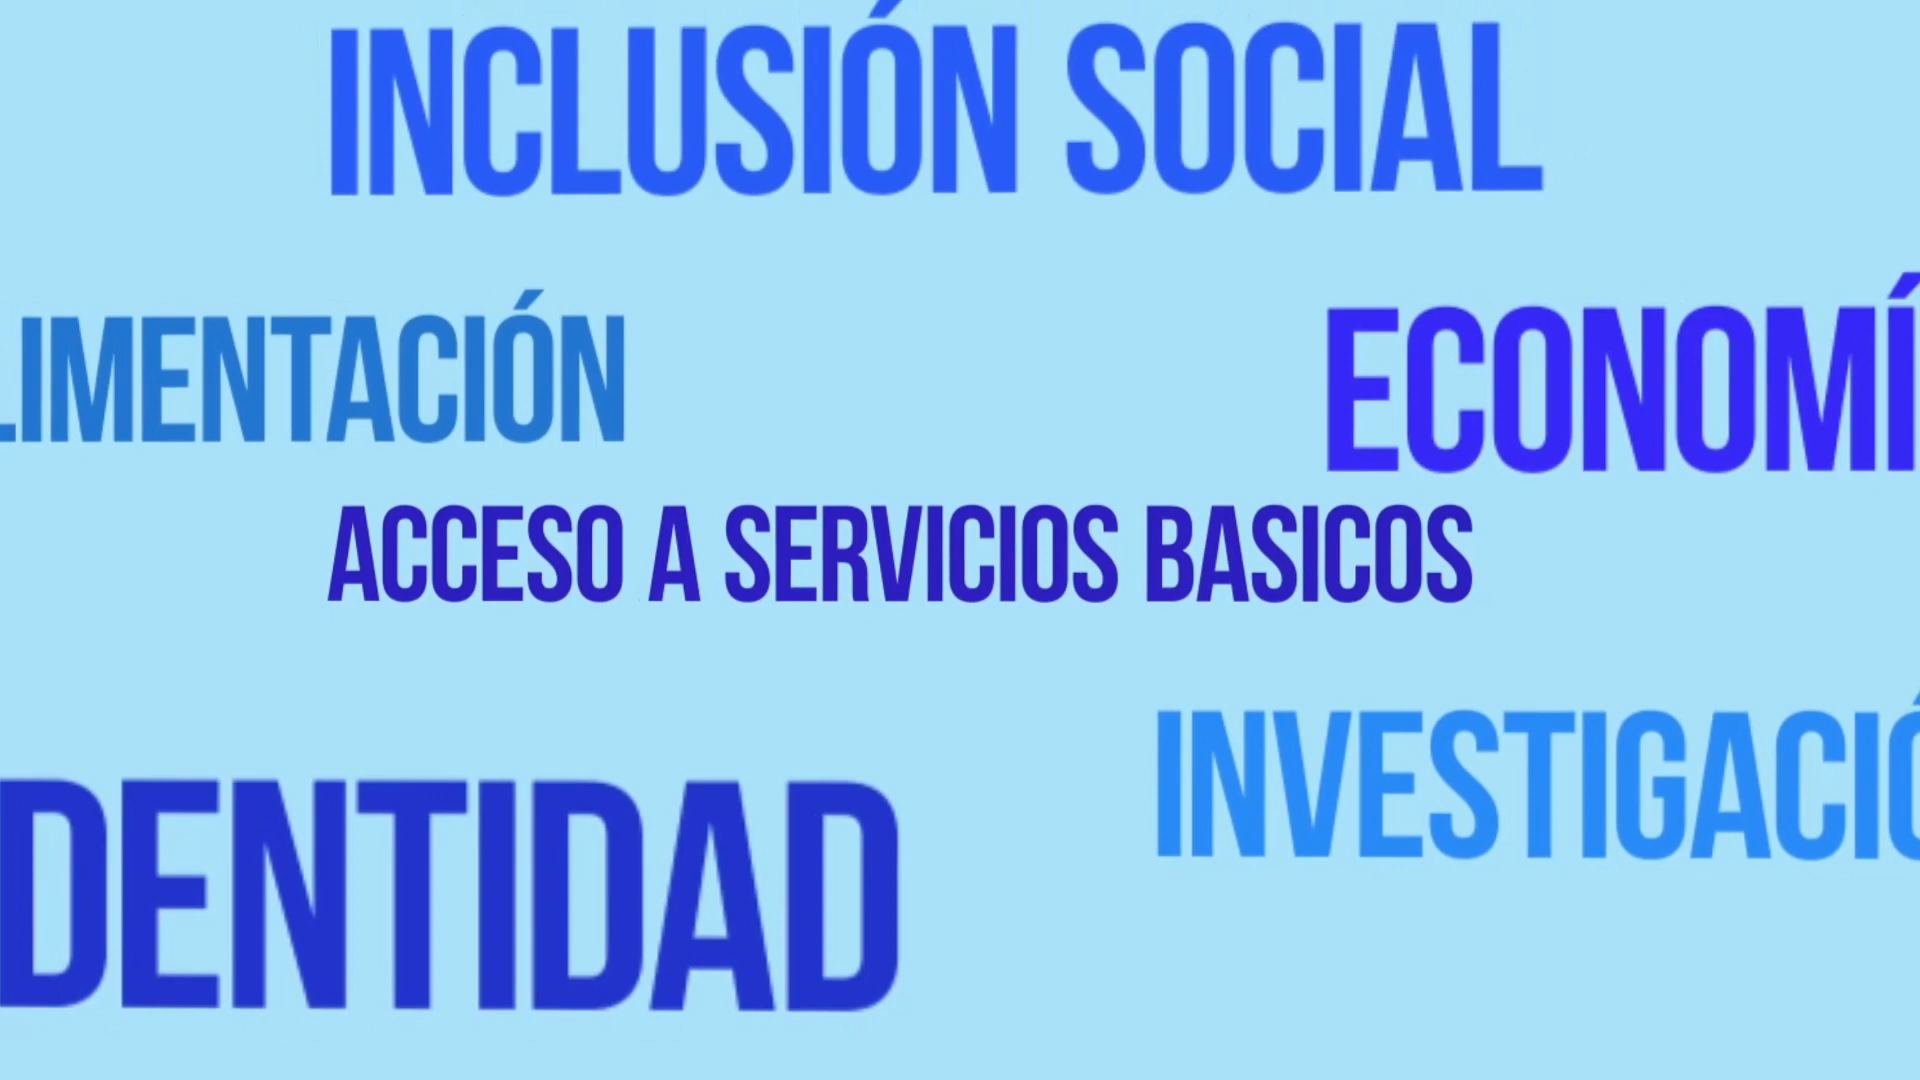 INCLUSIÓN SOCIAL
LIMENTACIÓN
ECONOMÍ
ACCESO A SERVICIOS BASICOS
INVESTIGACIÓ
DENTIDAD